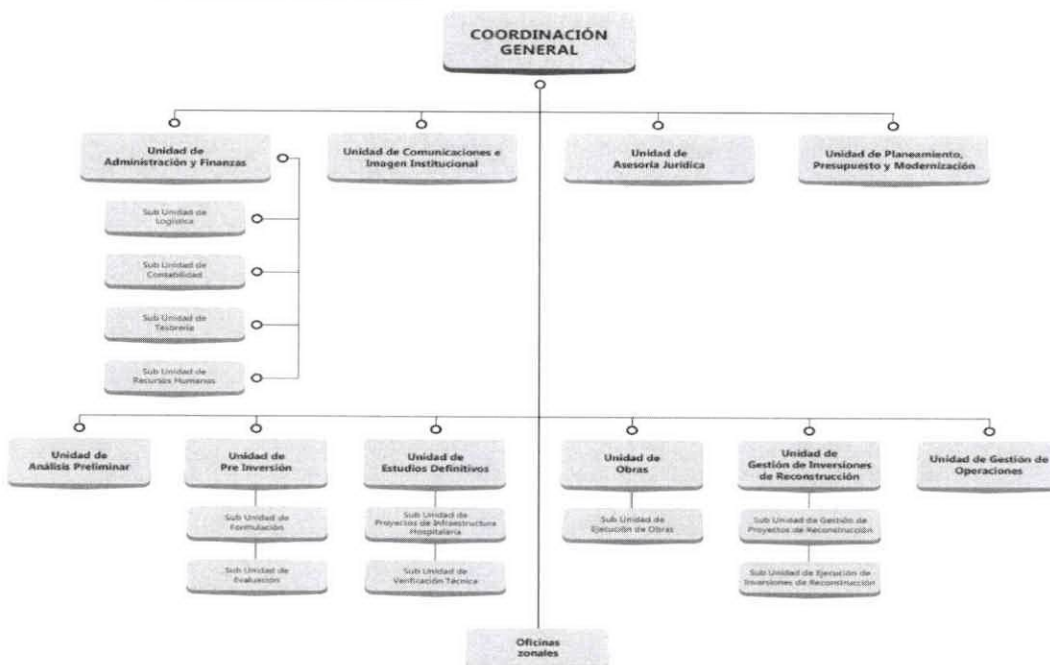 COORDINACIÓN
GENERAL
Unidad de
Administración y Finanzas
Unidad de Comunicaciones e
Imagen Institucional
Unidad de
Asesoría Jurídica
Unidad de Planeamiento,
Presupuesto y Modernización
Sub Unidad de
Logística
Sub Unidad de
Contabilidad
Sub Unidad de
Tesorería
Sub Unidad de
Recursos Humanos
Unidad de
Análisis Preliminar
Unidad de
Pre Inversión
Unidad de
Estudios Definitivos
Unidad de
Obras
Unidad de
Gestión de Inversiones
de Reconstrucción
Unidad de Gestión de
Operaciones
Sub Unidad de
Formulación
Sub Unidad de
Proyectos de Infraestructura
Hospitalaria
Sub Unidad de
Ejecución de Obras
Sub Unidad de Gestión de
Proyectos de Reconstrucción
Sub Unidad de
Evaluación
Sub Unidad de
Verificación Técnica
Sub Unidad de Ejecución de
Inversiones de Reconstrucción
Oficinas
zonales